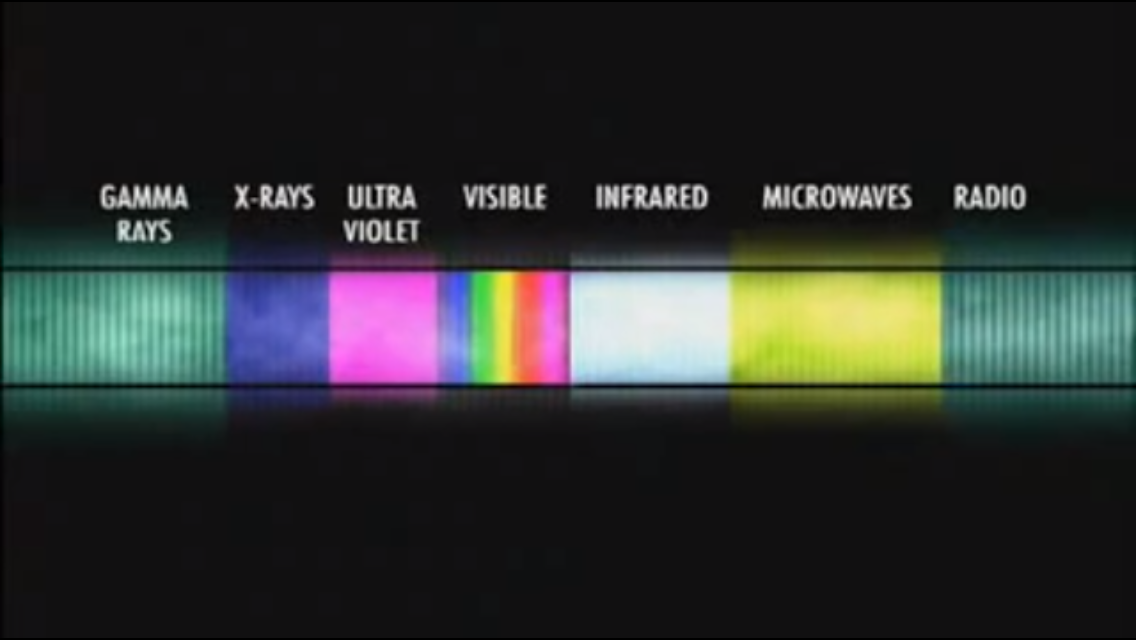 GAMMA RAYS
X-RAYS
ULTRA VIOLET
VISIBLE
INFRARED
MICROWAVES
RADIO